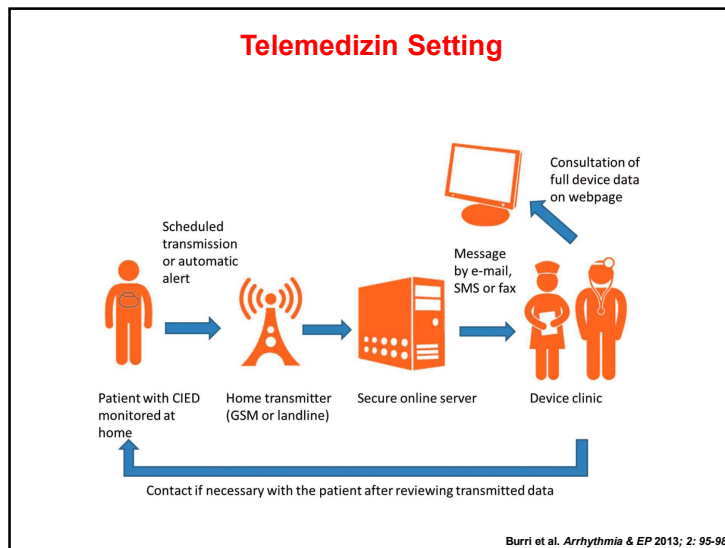 Telemedizin Setting
Consultation of
full device data
on webpage
Scheduled
transmission
or automatic
alert
Message
by e-mail,
SMS or fax
Patient with CIED
monitored at
home
Home transmitter
(GSM or landline)
Secure online server
Device clinic
Contact if necessary with the patient after reviewing transmitted data
Burri et al. Arrhythmia & EP 2013; 2: 95-98